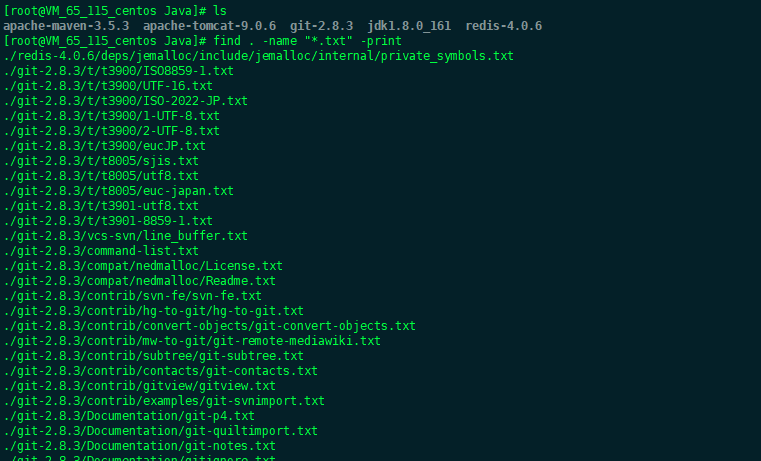 [root@VM_65_115_centos Java]# ls
apache-maven-3.5.3  apache-tomcat-9.0.6  git-2.8.3  jdk1.8.0_161  redis-4.0.6
[root@VM_65_115_centos Java]# find . -name "*.txt" -print
./redis-4.0.6/deps/jemalloc/include/jemalloc/internal/private_symbols.txt
./git-2.8.3/t/t3900/ISO8859-1.txt
./git-2.8.3/t/t3900/UTF-16.txt
./git-2.8.3/t/t3900/ISO-2022-JP.txt
./git-2.8.3/t/t3900/1-UTF-8.txt
./git-2.8.3/t/t3900/2-UTF-8.txt
./git-2.8.3/t/t3900/eucJP.txt
./git-2.8.3/t/t8005/sjis.txt
./git-2.8.3/t/t8005/utf8.txt
./git-2.8.3/t/t8005/euc-japan.txt
./git-2.8.3/t/t3901-utf8.txt
./git-2.8.3/t/t3901-8859-1.txt
./git-2.8.3/vcs-svn/line_buffer.txt
./git-2.8.3/command-list.txt
./git-2.8.3/compat/nedmalloc/License.txt
./git-2.8.3/compat/nedmalloc/Readme.txt
./git-2.8.3/contrib/svn-fe/svn-fe.txt
./git-2.8.3/contrib/hg-to-git/hg-to-git.txt
./git-2.8.3/contrib/convert-objects/git-convert-objects.txt
./git-2.8.3/contrib/mw-to-git/git-remote-mediawiki.txt
./git-2.8.3/contrib/subtree/git-subtree.txt
./git-2.8.3/contrib/contacts/git-contacts.txt
./git-2.8.3/contrib/gitview/gitview.txt
./git-2.8.3/contrib/examples/git-svnimport.txt
./git-2.8.3/Documentation/git-p4.txt
./git-2.8.3/Documentation/git-quiltimport.txt
./git-2.8.3/Documentation/git-notes.txt
./git-2.8.3/Documentation/gitignore.txt